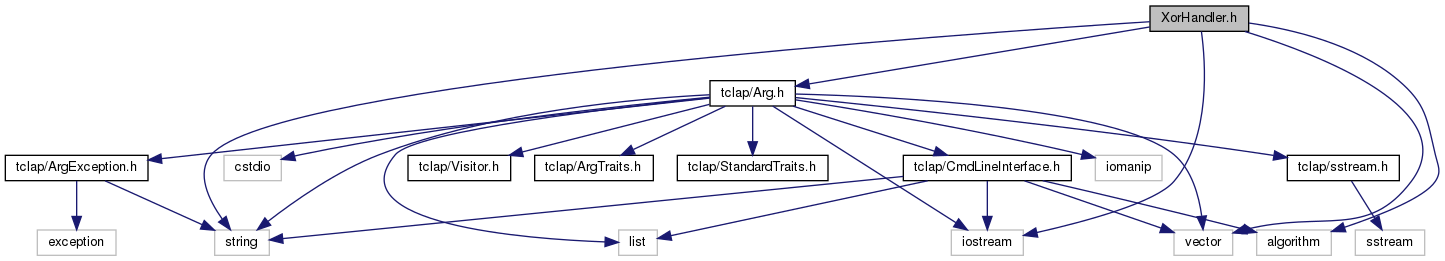 XorHandler.h
tclap/Arg.h
tclap/ArgException.h
cstdio
tclap/Visitor.h
tclap/ArgTraits.h
tclap/StandardTraits.h
tclap/CmdLineInterface.h
iomanip
tclap/sstream.h
exception
string
list
iostream
vector
algorithm
sstream